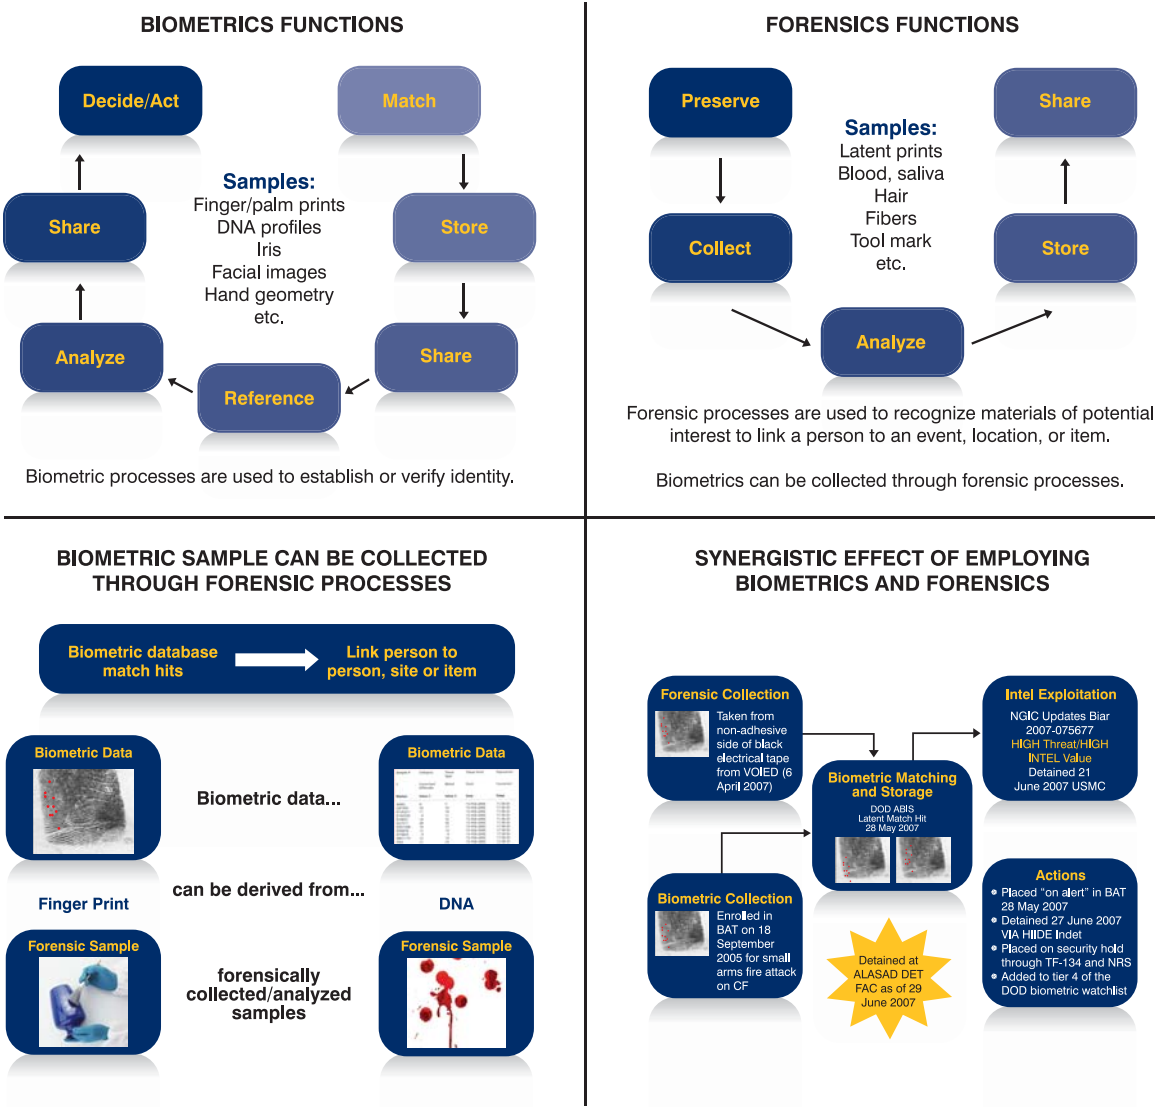 BIOMETRICS FUNCTIONS
Decide/Act
Match
Share
Samples:
Finger/palm prints
DNA profiles
Iris
Facial images
Hand geometry
etc.
Store
Analyze
Reference
Share
Biometric processes are used to establish or verify identity.
FORENSICS FUNCTIONS
Preserve
Share
Samples:
Latent prints
Blood, saliva
Hair
Fibers
Tool mark
etc.
Collect
Store
Analyze
Forensic processes are used to recognize materials of potential
interest to link a person to an event, location, or item.
Biometrics can be collected through forensic processes.
BIOMETRIC SAMPLE CAN BE COLLECTED
THROUGH FORENSIC PROCESSES
Biometric database
match hits
Link person to
person, site or item
Biometric Data
Biometric data...
Biometric Data
can be derived from...
Finger Print
DNA
Forensic Sample
forensically
collected/analyzed
samples
Forensic Sample
SYNERGISTIC EFFECT OF EMPLOYING
BIOMETRICS AND FORENSICS
Forensic Collection
Taken from
non-adhesive
side of black
electrical tape
from VOIED (6
April 2007)
Biometric Collection
Enrolled in
BAT on 18
September
2005 for small
arms fire attack
on CF
Biometric Matching
and Storage
DOD ABIS
Latent Match Hit
28 May 2007
Detained at
ALASAD DET
FAC as of 29
June 2007
Intel Exploitation
NGIC Updates Biar
2007-075677
HIGH Threat/HIGH
INTEL Value
Detained 21
June 2007 USMC
Actions
Placed "on alert" in BAT
28 May 2007
Detained 27 June 2007
VIA HIIDE Indet
Placed on security hold
through TF-134 and NRS
Added to tier 4 of the
DOD biometric watchlist